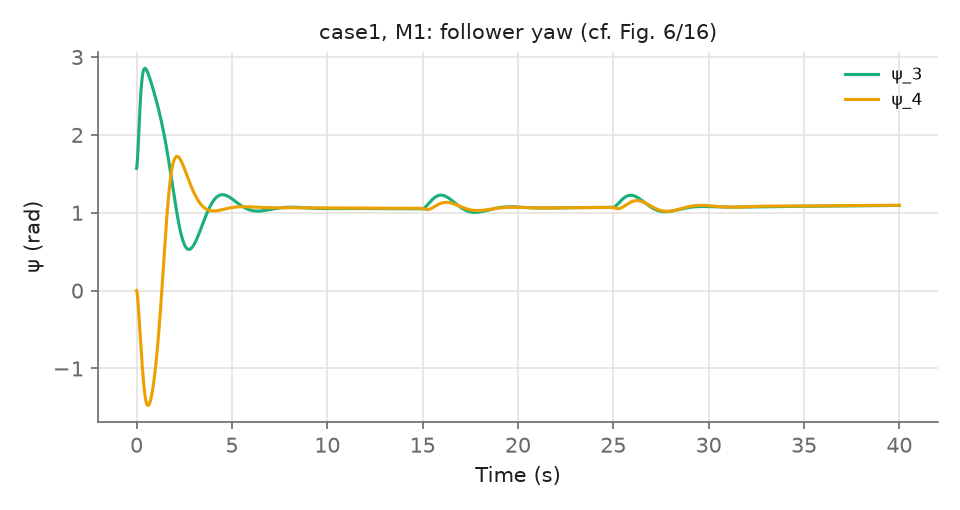 case1, M1: follower yaw (cf. Fig. 6/16)
ψ_3
ψ_4
ψ (rad)
3
2
1
0
−1
0 5 10 15 20 25 30 35 40
Time (s)